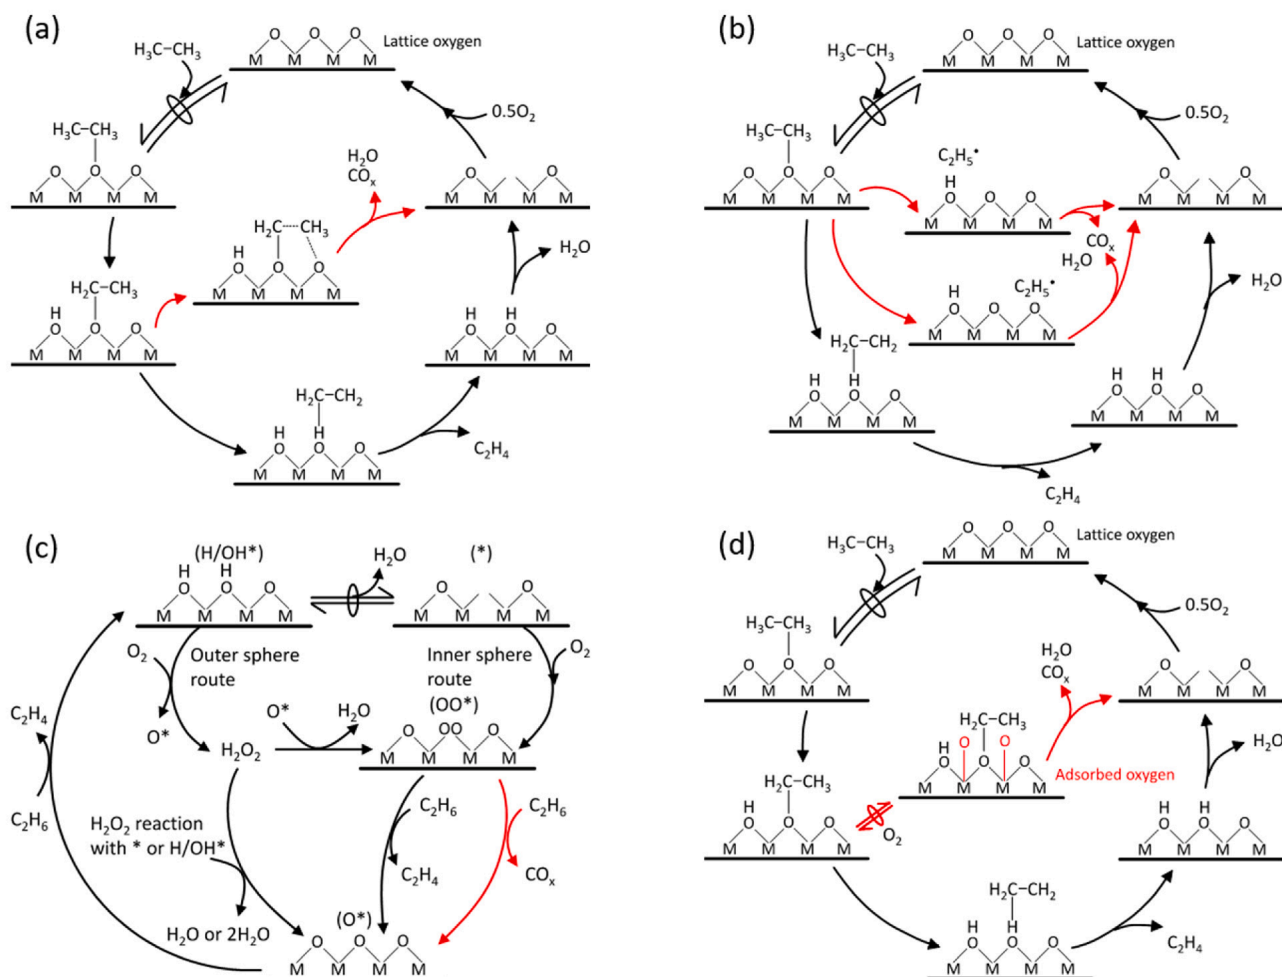 (a)
O O O
M M M M
Lattice oxygen
H₃C–CH₃
0.5O₂
H₃C–CH₃
O O O
M M M M
H₂O
COₓ
O O
M M M M
H₂C CH₃
H
O O O
M M M M
H₂O
H₂C–CH₃
H
O O O
M M M M
H H
O O O
M M M M
H₂C–CH₂
H H
O O O
M M M M
C₂H₄
(b)
O O O
M M M M
Lattice oxygen
H₃C–CH₃
0.5O₂
H₃C–CH₃
O O O
M M M M
C₂H₅•
H
O O O
M M M M
O O
M M M M
COₓ
H₂O
C₂H₅•
H
O O O
M M M M
H₂O
H₂C–CH₂
H H
O O O
M M M M
H H
O O O
M M M M
C₂H₄
(c)
(H/OH*)
H H
O O O
M M M M
H₂O
(*)
O O
M M M M
O₂
Outer sphere
route
O*
Inner sphere
route
O₂
(OO*)
O OO O
M M M M
C₂H₄
H₂O₂
O*
H₂O
C₂H₆
H₂O₂ reaction
with * or H/OH*
H₂O or 2H₂O
C₂H₆
C₂H₄
C₂H₆
COₓ
(O*)
O O O
M M M M
(d)
O O O
M M M M
Lattice oxygen
H₃C–CH₃
0.5O₂
H₃C–CH₃
O O O
M M M M
H₂O
COₓ
O O
M M M M
H₂C–CH₃
O O
H
O O O
M M M M
Adsorbed oxygen
H₂O
H₂C–CH₃
H
O O O
M M M M
O₂
H H
O O O
M M M M
H₂C–CH₂
H H
O O O
M M M M
C₂H₄